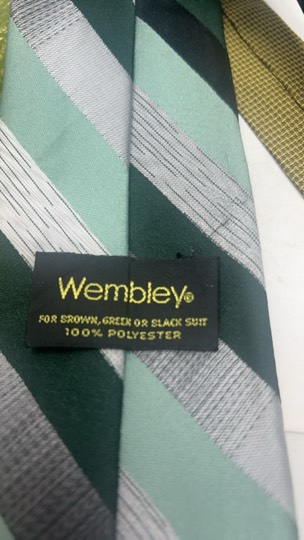 Wembley®
FOR BROWN, GREEN OR BLACK SUIT
100% POLYESTER